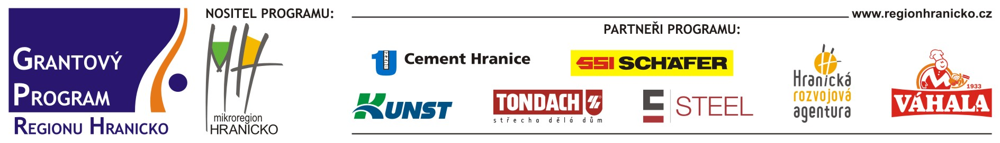 GRANTOVÝ
PROGRAM
REGIONU HRANICKO
NOSITEL PROGRAMU:
mikroregion
HRANICKO
www.regionhranicko.cz
PARTNEŘI PROGRAMU:
BUZZI
Cement Hranice
SSI SCHÄFER
KUNST
TONDACH
střecha dělá dům
STEEL
Hranická
rozvojová
agentura
1933
VÁHALA